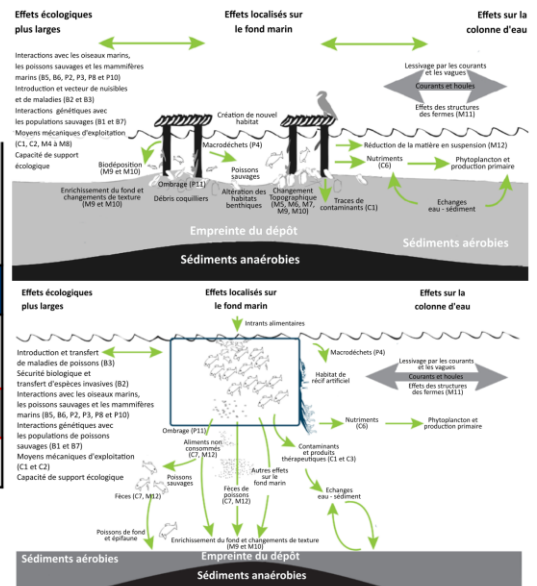 Effets écologiques
plus larges
Effets localisés sur
le fond marin
Effets sur la
colonne d'eau
Interactions avec les oiseaux marins,
les poissons sauvages et les mammifères
marins (B5, B6, P2, P3, P8 et P10)
Introduction et vecteur de nuisibles
et de maladies (B2 et B3)
Interactions génétiques avec
les populations sauvages (B1 et B7)
Moyens mécaniques d'exploitation
(C1, C2, M4 à M8)
Capacité de support
écologique
Lessivage par les courants
et les vagues
Courants et houles
Effets des structures
des fermes (M11)
Création de nouvel
habitat
Macrodéchets (P4)
Réduction de la matière en suspension (M12)
Biodéposition
(M9 et M10)
Poissons
sauvages
Nutriments
(C6)
Phytoplancton et
production primaire
Ombrage (P11)
Enrichissement du fond et
changements de texture
(M9 et M10)
Débris coquilliers
Altération des
habitats
benthiques
Changement
Topographique
(M5, M6, M7,
M9, M10)
Traces de
contaminants (C1)
Echanges
eau - sédiment
Empreinte du dépôt
Sédiments aérobies
Sédiments anaérobies
Effets écologiques
plus larges
Effets localisés sur
le fond marin
Effets sur la
colonne d'eau
Intrants alimentaires
Introduction et transfert
de maladies de poissons (B3)
Sécurité biologique et
transfert d'espèces invasives (B2)
Interactions avec les oiseaux marins,
les poissons sauvages et les mammifères
marins (B5, B6, P2, P3, P8 et P10)
Interactions génétiques avec
les populations de poissons
sauvages (B1 et B7)
Moyens mécaniques d'exploitation
(C1 et C2)
Capacité de support écologique
Macrodéchets (P4)
Habitat de
récif artificiel
Lessivage par les courants
et les vagues
Courants et houles
Effets des structures
des fermes (M11)
Nutriments
(C6)
Phytoplancton et
production primaire
Ombrage (P11)
Aliments non
consommés
(C7, M12)
Contaminants
et produits
thérapeutiques (C1 et C3)
Poissons
sauvages
Autres effets
sur le
fond marin
Fèces (C7, M12)
Fèces de
poissons
(C7, M12)
Echanges
eau - sédiment
Poissons de fond
et épifaune
Enrichissement du fond et changements de texture
(M9 et M10)
Sédiments aérobies
Empreinte du dépôt
Sédiments anaérobies